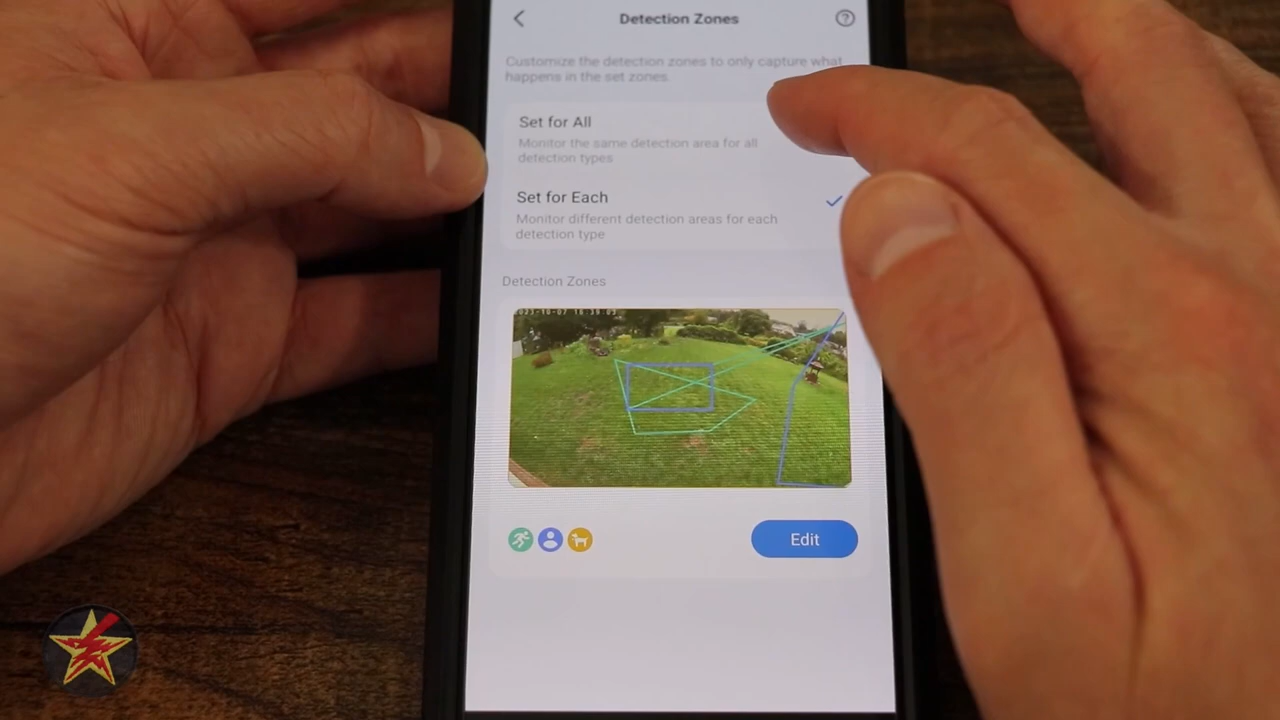 Detection Zones
Customize the detection zones to only capture what
happens in the set zones.
Set for All
Monitor the same detection area for all
detection types
Set for Each
Monitor different detection areas for each
detection type
Detection Zones
Edit